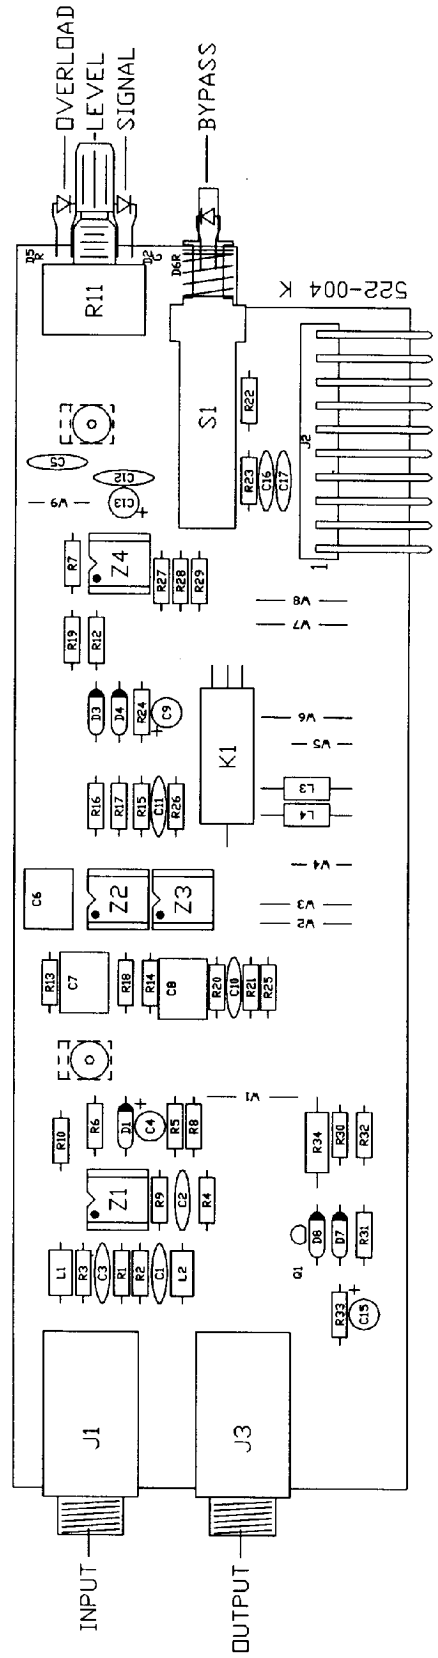 OVERLOAD
LEVEL
SIGNAL
BYPASS
D5
R
D2
G
D6R
R11
522-004 K
S1
R22
J2
C5
C12
R23
C16
C17
W9
C13
+
1
R7
Z4
R27
R28
R29
W8
W7
R19
R12
D3
D4
R24
+
C9
W6
K1
W5
R16
R17
R15
C11
R26
L3
L4
W4
C6
Z2
Z3
W3
W2
R13
C7
R18
R14
C8
R20
C10
R21
R25
W1
R10
R6
D1
+
C4
R5
R8
R34
R30
R32
Z1
R9
C2
R4
Q1
D8
D7
R31
L1
R3
C3
R1
R2
C1
L2
R33
+
C15
J1
J3
INPUT
OUTPUT